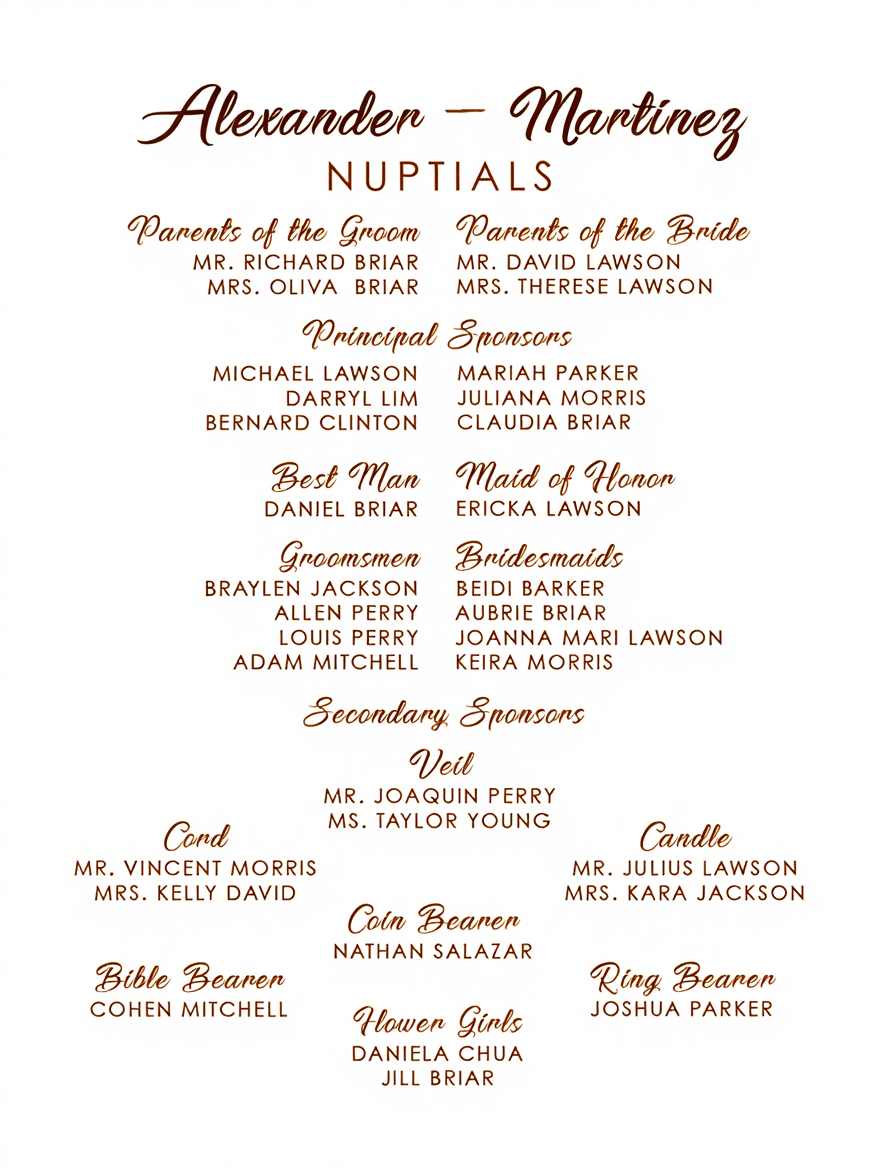 Alexander — Martinez
NUPTIALS
Parents of the Groom
MR. RICHARD BRIAR
MRS. OLIVA BRIAR
Parents of the Bride
MR. DAVID LAWSON
MRS. THERESE LAWSON
Principal Sponsors
MICHAEL LAWSON
DARRYL LIM
BERNARD CLINTON
MARIAH PARKER
JULIANA MORRIS
CLAUDIA BRIAR
Best Man
DANIEL BRIAR
Maid of Honor
ERICKA LAWSON
Groomsmen
BRAYLEN JACKSON
ALLEN PERRY
LOUIS PERRY
ADAM MITCHELL
Bridesmaids
BEIDI BARKER
AUBRIE BRIAR
JOANNA MARI LAWSON
KEIRA MORRIS
Secondary Sponsors
Veil
MR. JOAQUIN PERRY
MS. TAYLOR YOUNG
Cord
MR. VINCENT MORRIS
MRS. KELLY DAVID
Candle
MR. JULIUS LAWSON
MRS. KARA JACKSON
Coin Bearer
NATHAN SALAZAR
Bible Bearer
COHEN MITCHELL
Ring Bearer
JOSHUA PARKER
Flower Girls
DANIELA CHUA
JILL BRIAR